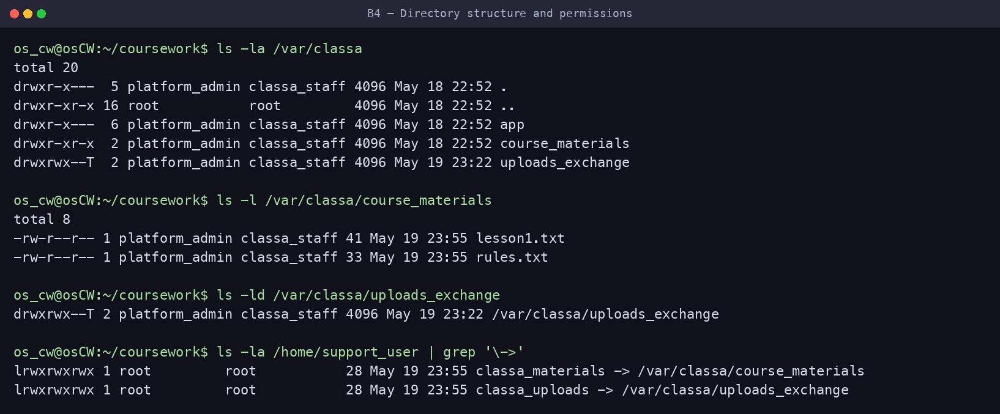 B4 — Directory structure and permissions
os_cw@osCW:~/coursework$ ls -la /var/classa
total 20
drwxr-x---  5 platform_admin classa_staff 4096 May 18 22:52 .
drwxr-xr-x 16 root           root         4096 May 18 22:52 ..
drwxr-x---  6 platform_admin classa_staff 4096 May 18 22:52 app
drwxr-xr-x  2 platform_admin classa_staff 4096 May 18 22:52 course_materials
drwxrwx--T  2 platform_admin classa_staff 4096 May 19 23:22 uploads_exchange
os_cw@osCW:~/coursework$ ls -l /var/classa/course_materials
total 8
-rw-r--r-- 1 platform_admin classa_staff 41 May 19 23:55 lesson1.txt
-rw-r--r-- 1 platform_admin classa_staff 33 May 19 23:55 rules.txt
os_cw@osCW:~/coursework$ ls -ld /var/classa/uploads_exchange
drwxrwx--T 2 platform_admin classa_staff 4096 May 19 23:22 /var/classa/uploads_exchange
os_cw@osCW:~/coursework$ ls -la /home/support_user | grep '\->'
lrwxrwxrwx 1 root         root           28 May 19 23:55 classa_materials -> /var/classa/course_materials
lrwxrwxrwx 1 root         root           28 May 19 23:55 classa_uploads -> /var/classa/uploads_exchange